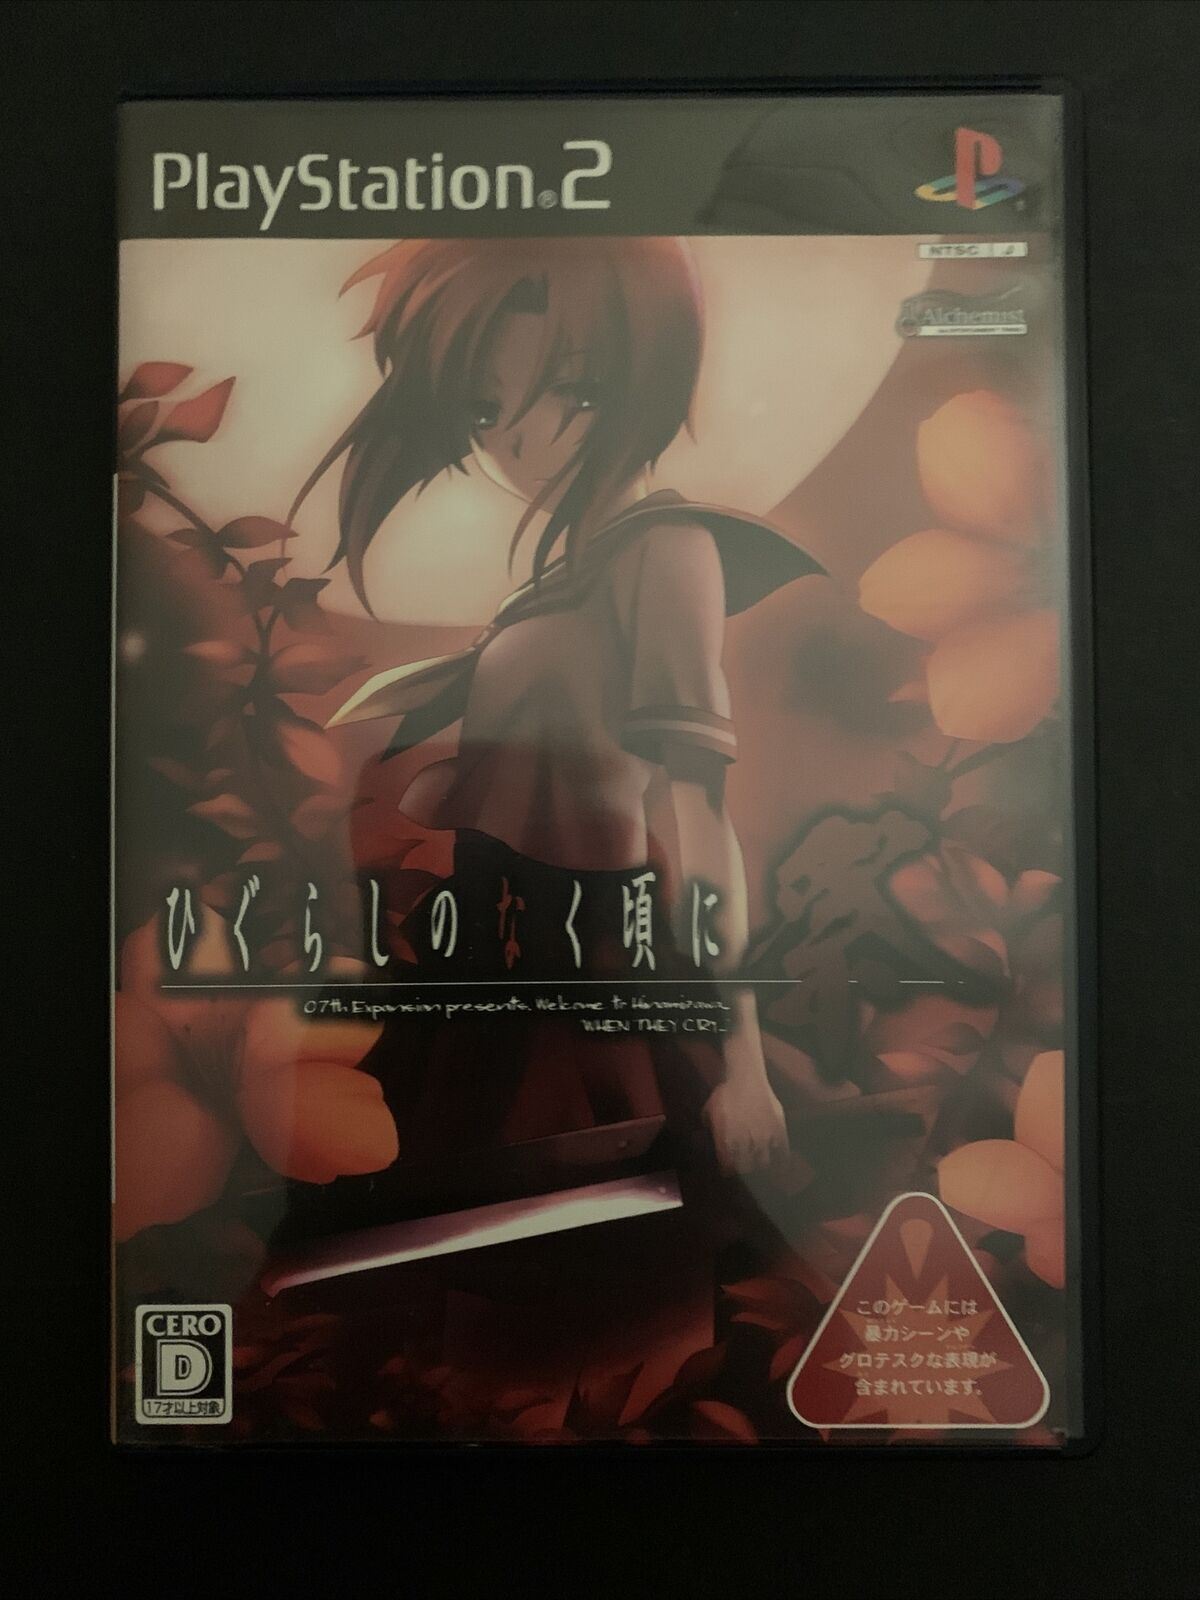 PlayStation®2
NTSC J
Alchemist
ひぐらしのなく頃に
07th Expansion presents. Welcome to Hinamizawa
WHEN THEY CRY...
CERO
D
17才以上対象
このゲームには
暴力シーンや
グロテスクな表現が
含まれています。